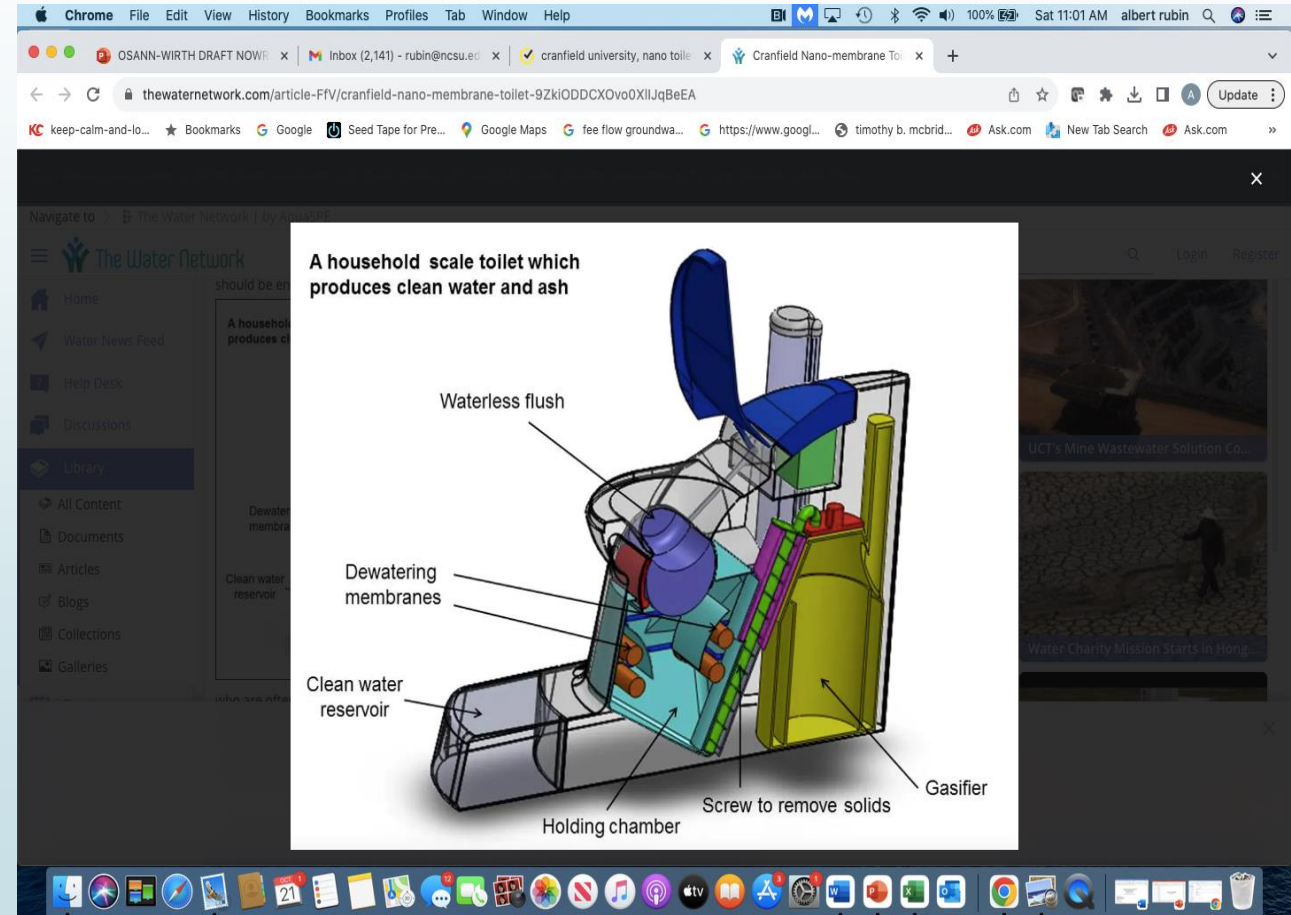 Chrome File Edit View History Bookmarks Profiles Tab Window Help 100% Sat 11:01 AM albert rubin
OSANN-WIRTH DRAFT NOWR
Inbox (2,141) - rubin@ncsu.ed
cranfield university, nano toile
Cranfield Nano-membrane Toi
thewaternetwork.com/article-FfV/cranfield-nano-membrane-toilet-9ZkiODDCXOvo0XlIJqBeEA
A Update
keep-calm-and-lo... Bookmarks Google Seed Tape for Pre... Google Maps fee flow groundwa... https://www.googl... timothy b. mcbrid... Ask.com New Tab Search Ask.com »
Navigate to The Water Network | by AquaSPE
The Water Network
Login Register
Home
Water News Feed
Help Desk
Discussions
Library
All Content
Documents
Articles
Blogs
Collections
Galleries
should be en
A household
produces cl
Dewater
membra
Clean water
reservoir
who are ofte
A household scale toilet which
produces clean water and ash
Waterless flush
Dewatering
membranes
Clean water
reservoir
Holding chamber
Screw to remove solids
Gasifier
UCT's Mine Wastewater Solution Co...
Water Charity Mission Starts in Hong...
OCT
21
tv